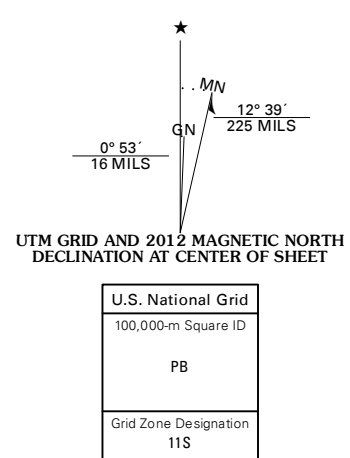 ★
MN
GN
12° 39´
225 MILS
0° 53´
16 MILS
UTM GRID AND 2012 MAGNETIC NORTH
DECLINATION AT CENTER OF SHEET
U.S. National Grid
100,000-m Square ID
PB
Grid Zone Designation
11S